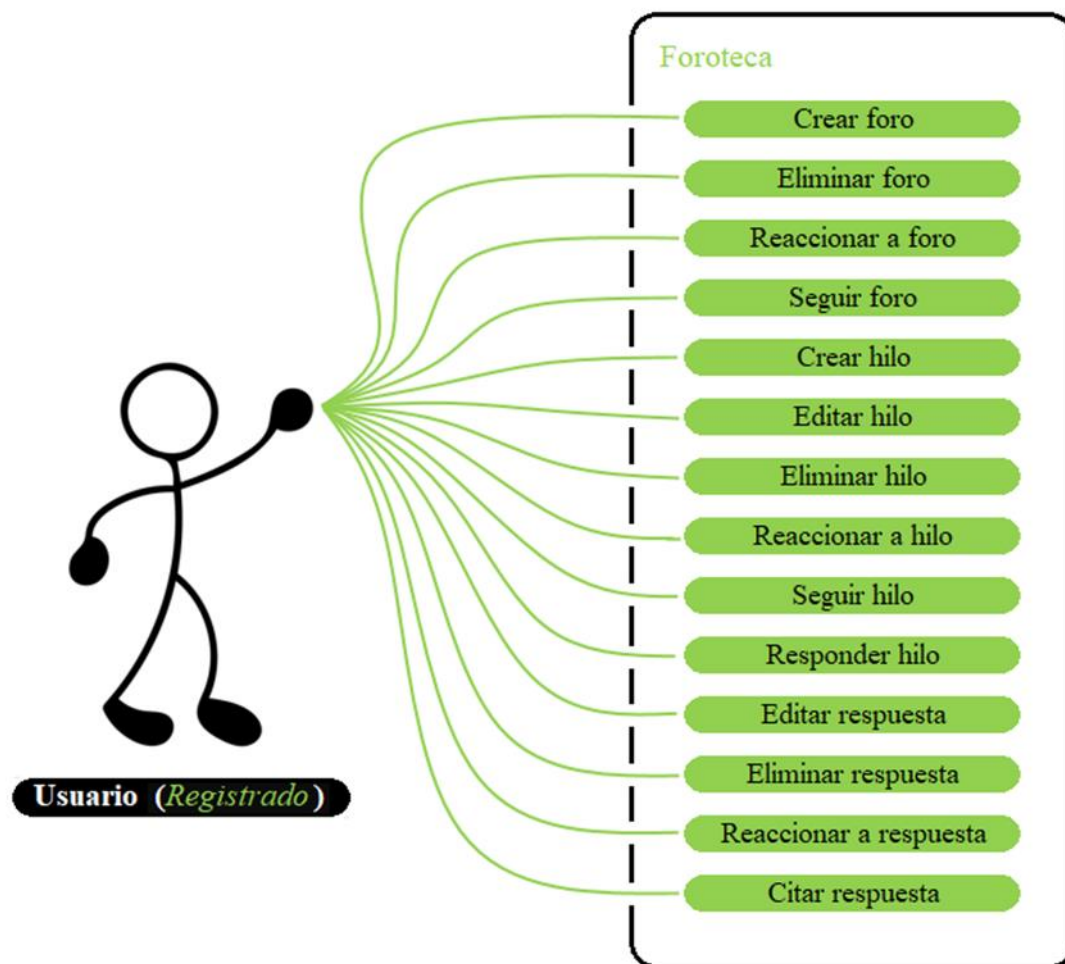 Foroteca
Crear foro
Eliminar foro
Reaccionar a foro
Seguir foro
Crear hilo
Editar hilo
Eliminar hilo
Reaccionar a hilo
Seguir hilo
Responder hilo
Editar respuesta
Eliminar respuesta
Reaccionar a respuesta
Citar respuesta
Usuario (Registrado)